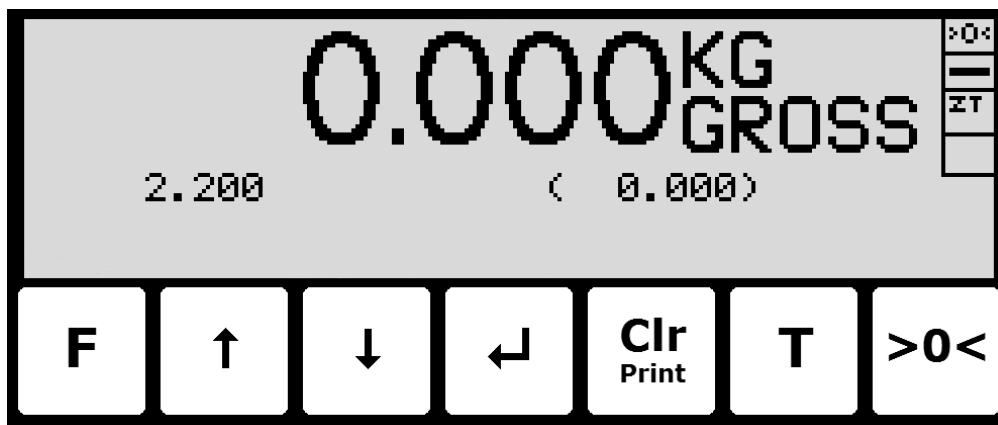 0.000 KG
GROSS
>0<
ZT
2.200 ( 0.000)
F ↑ ↓ ↵ Clr T >0<
Print